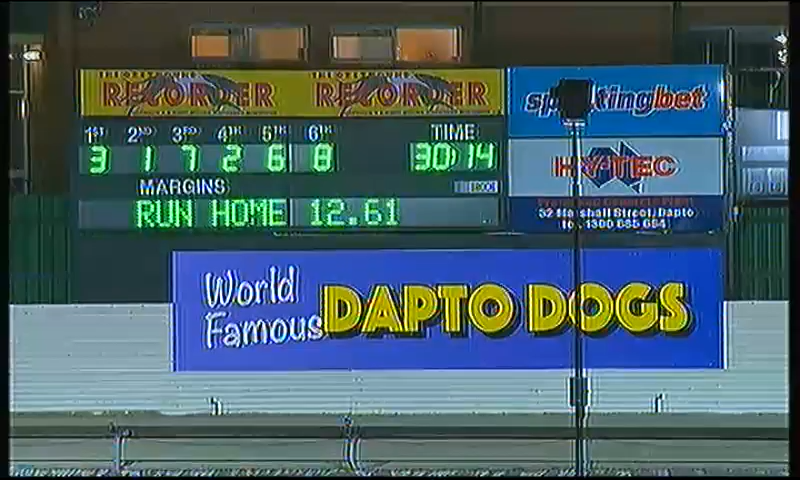 RECORDER RECORDER
sportingbet
1ST 2ND 3RD 4TH 5TH 6TH TIME
3 1 7 2 6 8 30:14
HY-TEC
MARGINS
RUN HOME 12.61
32 Marshall Street, Dapto
World
Famous
DAPTO DOGS